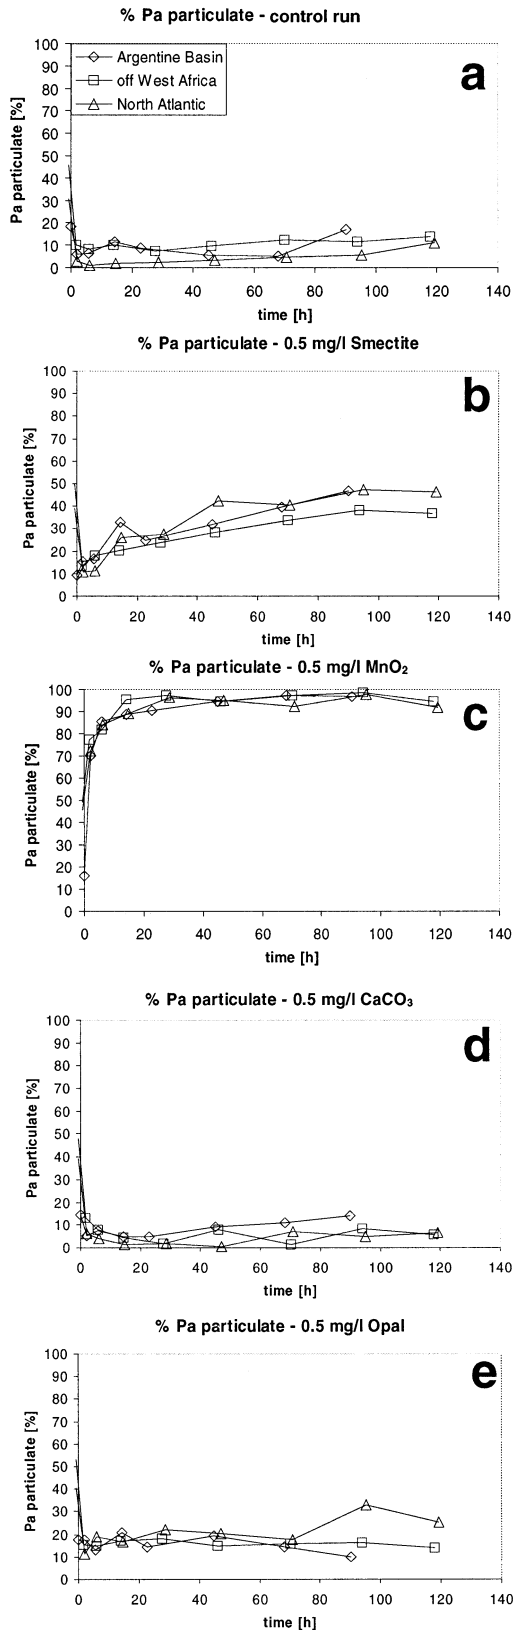 % Pa particulate - control run
100
90
80
70
60
50
40
30
20
10
0
Pa particulate [%]
Argentine Basin
off West Africa
North Atlantic
a
0 20 40 60 80 100 120 140
time [h]
% Pa particulate - 0.5 mg/l Smectite
100
90
80
70
60
50
40
30
20
10
0
Pa particulate [%]
b
0 20 40 60 80 100 120 140
time [h]
% Pa particulate - 0.5 mg/l MnO₂
100
90
80
70
60
50
40
30
20
10
0
Pa particulate [%]
c
0 20 40 60 80 100 120 140
time [h]
% Pa particulate - 0.5 mg/l CaCO₃
100
90
80
70
60
50
40
30
20
10
0
Pa particulate [%]
d
0 20 40 60 80 100 120 140
time [h]
% Pa particulate - 0.5 mg/l Opal
100
90
80
70
60
50
40
30
20
10
0
Pa particulate [%]
e
0 20 40 60 80 100 120 140
time [h]